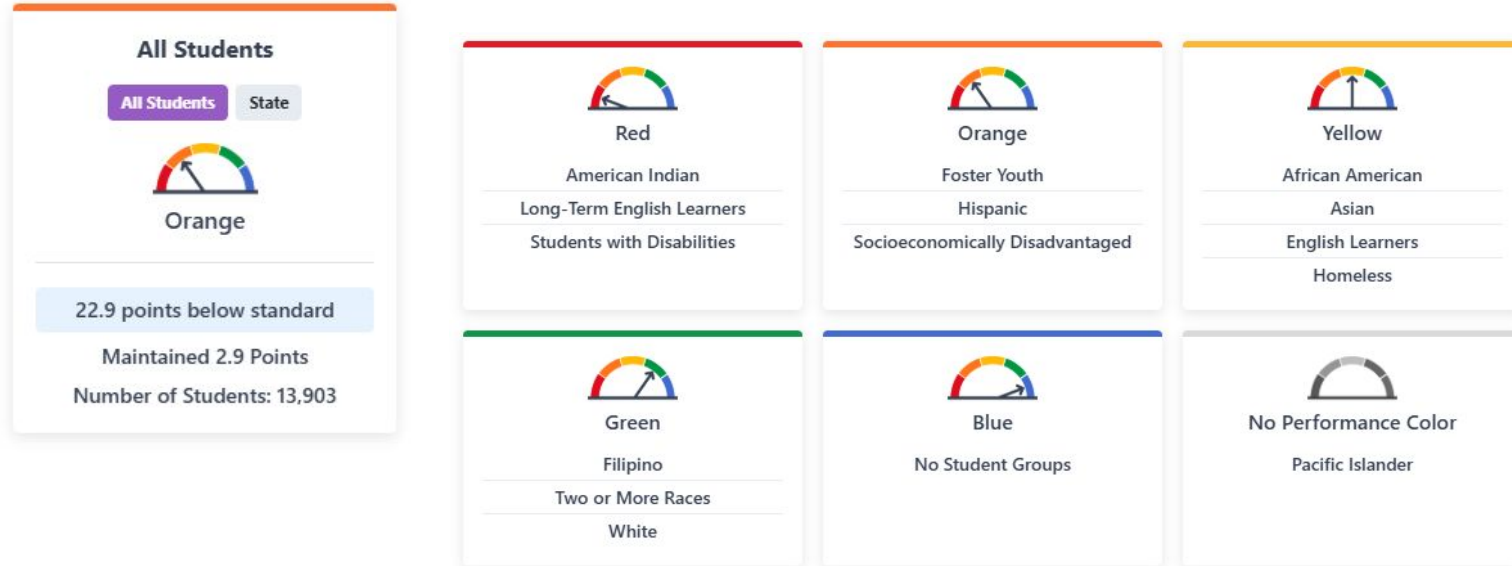 All Students
All Students State
Orange
22.9 points below standard
Maintained 2.9 Points
Number of Students: 13,903
Red
American Indian
Long-Term English Learners
Students with Disabilities
Orange
Foster Youth
Hispanic
Socioeconomically Disadvantaged
Yellow
African American
Asian
English Learners
Homeless
Green
Filipino
Two or More Races
White
Blue
No Student Groups
No Performance Color
Pacific Islander